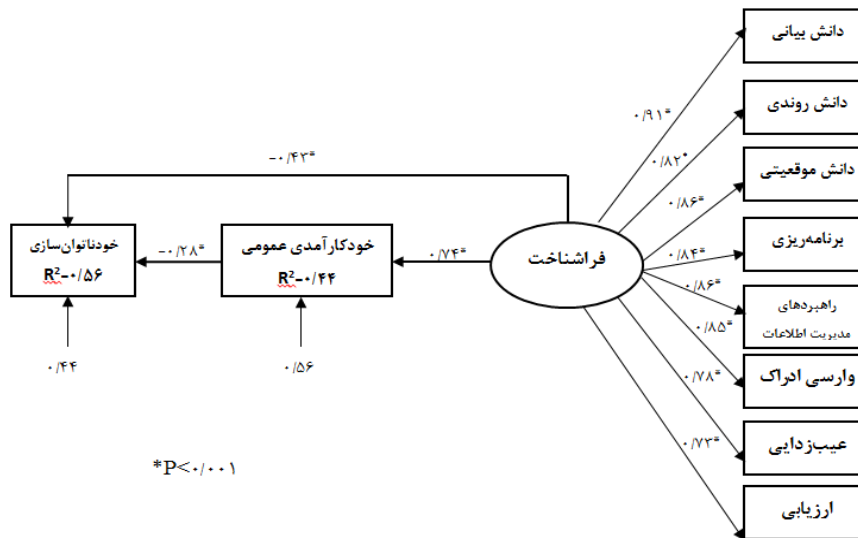 دانش بیانی
دانش روندی
دانش موقعیتی
برنامه‌ریزی
راهبردهای
مدیریت اطلاعات
وارسی ادراک
عیب‌زدایی
ارزیابی
۰/۹۱*
۰/۸۲*
۰/۸۶*
۰/۸۴*
۰/۸۶*
۰/۸۵*
۰/۷۸*
۰/۷۳*
فراشناخت
-۰/۴۳*
۰/۷۴*
خودکارآمدی عمومی
R²-۰/۴۴
۰/۵۶
-۰/۲۸*
خودناتوان‌سازی
R²-۰/۵۶
۰/۴۴
*P<۰/۰۰۱